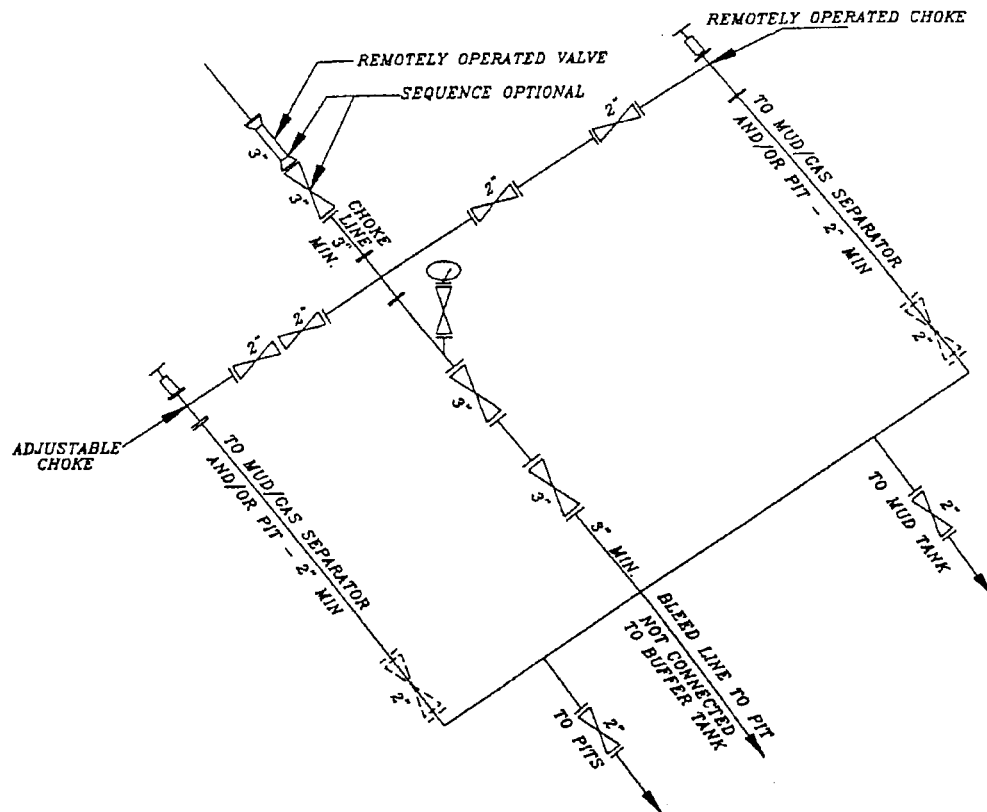 REMOTELY OPERATED CHOKE
REMOTELY OPERATED VALVE
SEQUENCE OPTIONAL
3"
3"
CHOKE
LINE
3"
MIN.
2"
2"
TO MUD/GAS SEPARATOR
AND/OR PIT - 2" MIN
2"
2"
2"
3"
3"
3" MIN.
ADJUSTABLE
CHOKE
TO MUD/GAS SEPARATOR
AND/OR PIT - 2" MIN
2"
2"
TO MUD TANK
BLEED LINE TO PIT
NOT CONNECTED
TO BUFFER TANK
2"
TO PITS